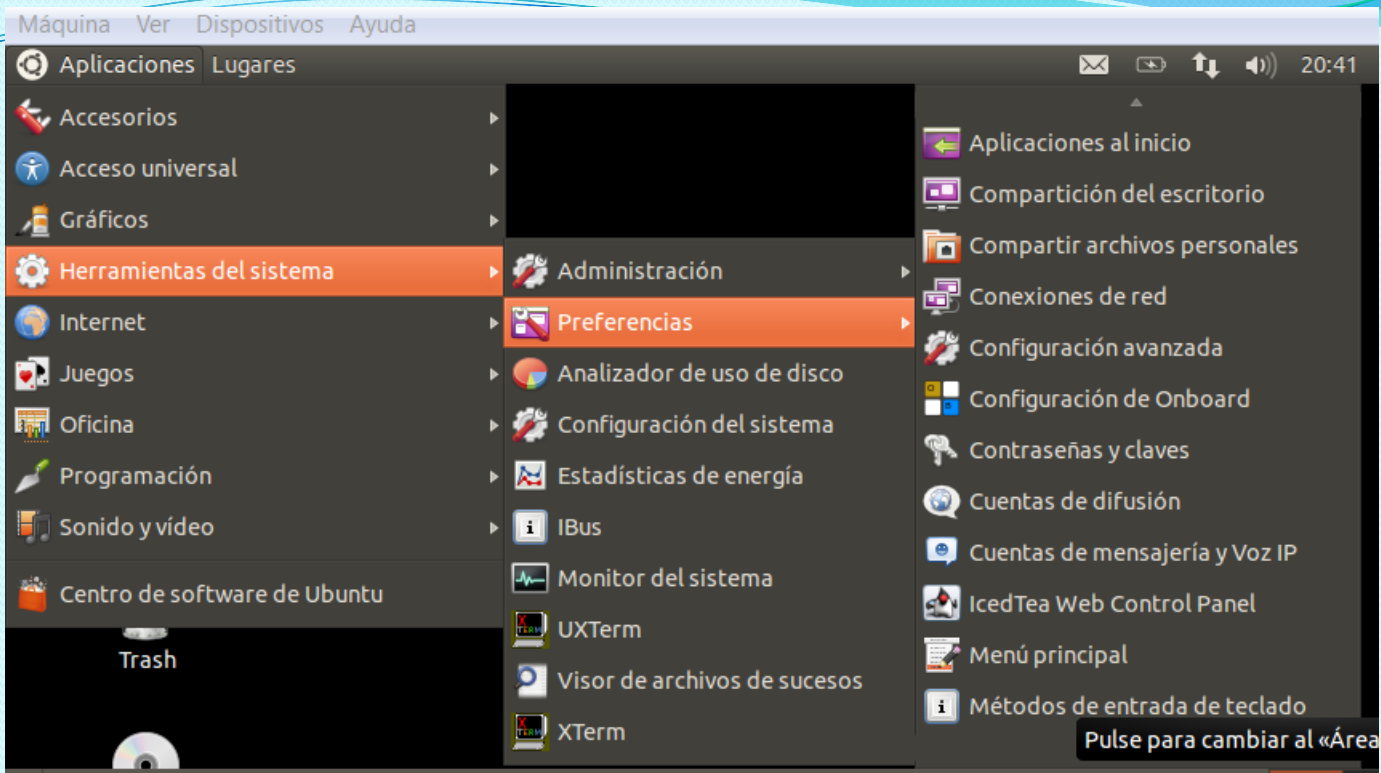 Máquina Ver Dispositivos Ayuda
Aplicaciones Lugares 20:41
Accesorios
Acceso universal
Gráficos
Herramientas del sistema
Internet
Juegos
Oficina
Programación
Sonido y vídeo
Centro de software de Ubuntu
Trash
Administración
Preferencias
Analizador de uso de disco
Configuración del sistema
Estadísticas de energía
IBus
Monitor del sistema
UXTerm
Visor de archivos de sucesos
XTerm
Aplicaciones al inicio
Compartición del escritorio
Compartir archivos personales
Conexiones de red
Configuración avanzada
Configuración de Onboard
Contraseñas y claves
Cuentas de difusión
Cuentas de mensajería y Voz IP
IcedTea Web Control Panel
Menú principal
Métodos de entrada de teclado
Pulse para cambiar al «Área